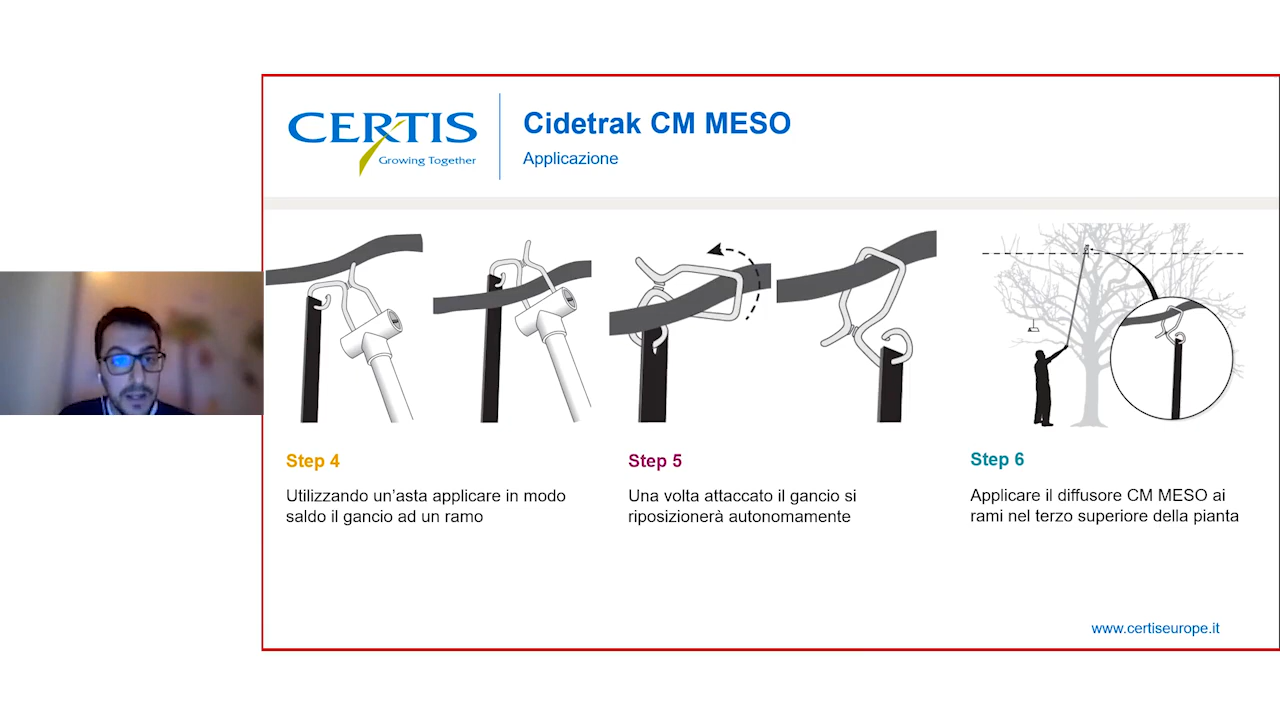 CERTIS
Growing Together
Cidetrak CM MESO
Applicazione
Step 4
Utilizzando un’asta applicare in modo
saldo il gancio ad un ramo
Step 5
Una volta attaccato il gancio si
riposizionerà autonomamente
Step 6
Applicare il diffusore CM MESO ai
rami nel terzo superiore della pianta
www.certiseurope.it